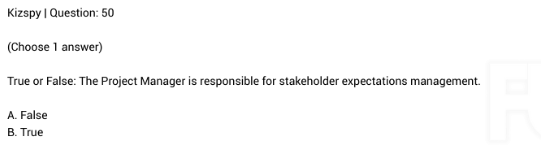 Kizspy | Question: 50
(Choose 1 answer)
True or False: The Project Manager is responsible for stakeholder expectations management.
A. False
B. True